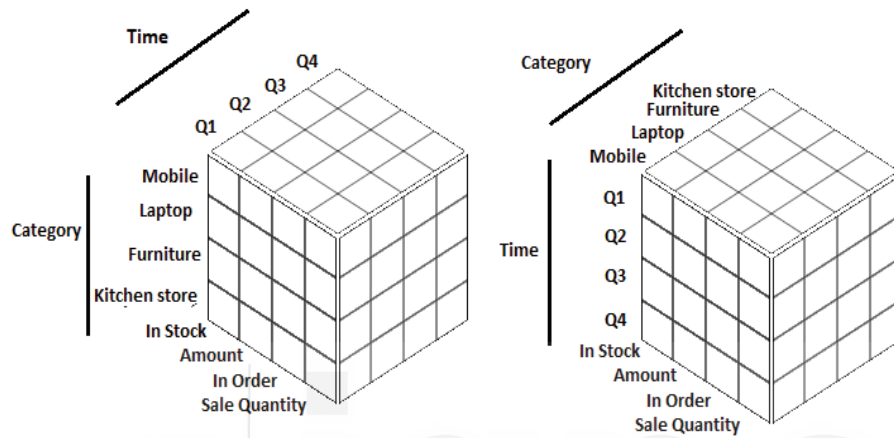 Time
Q4
Q3
Q2
Q1
Mobile
Laptop
Category
Furniture
Kitchen store
In Stock
Amount
In Order
Sale Quantity
Category
Kitchen store
Furniture
Laptop
Mobile
Q1
Q2
Time
Q3
Q4
In Stock
Amount
In Order
Sale Quantity